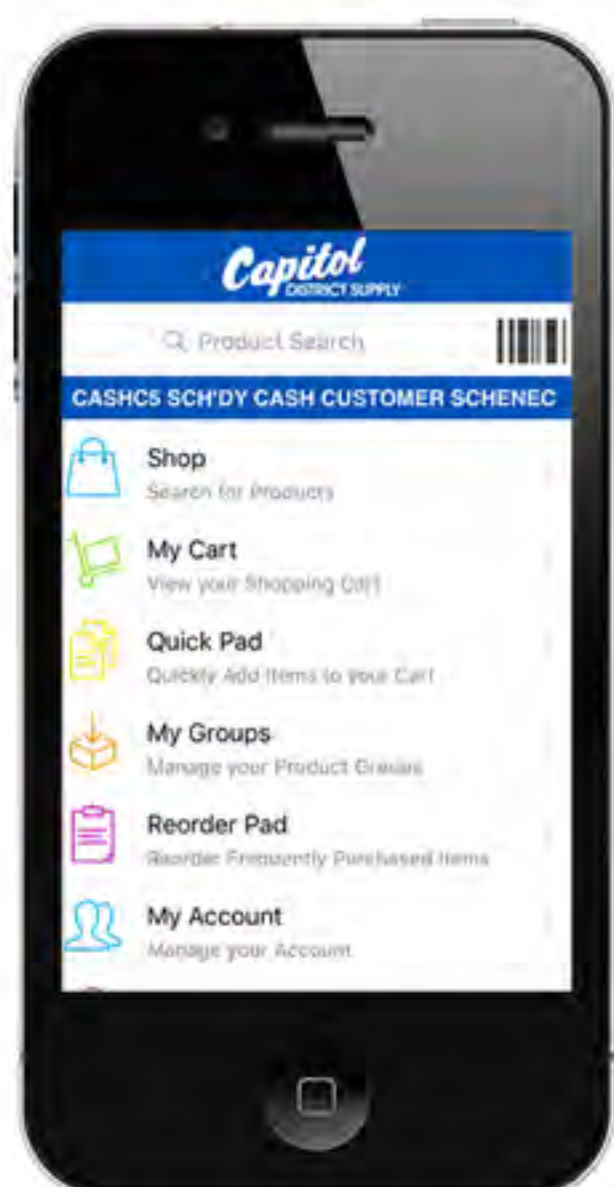 Capitol
DISTRICT SUPPLY
Product Search
CASHC5 SCH'DY CASH CUSTOMER SCHENEC
Shop
Search for Products
My Cart
View your Shopping Cart
Quick Pad
Quickly Add Items to your Cart
My Groups
Manage your Product Groups
Reorder Pad
Reorder Frequently Purchased Items
My Account
Manage your Account